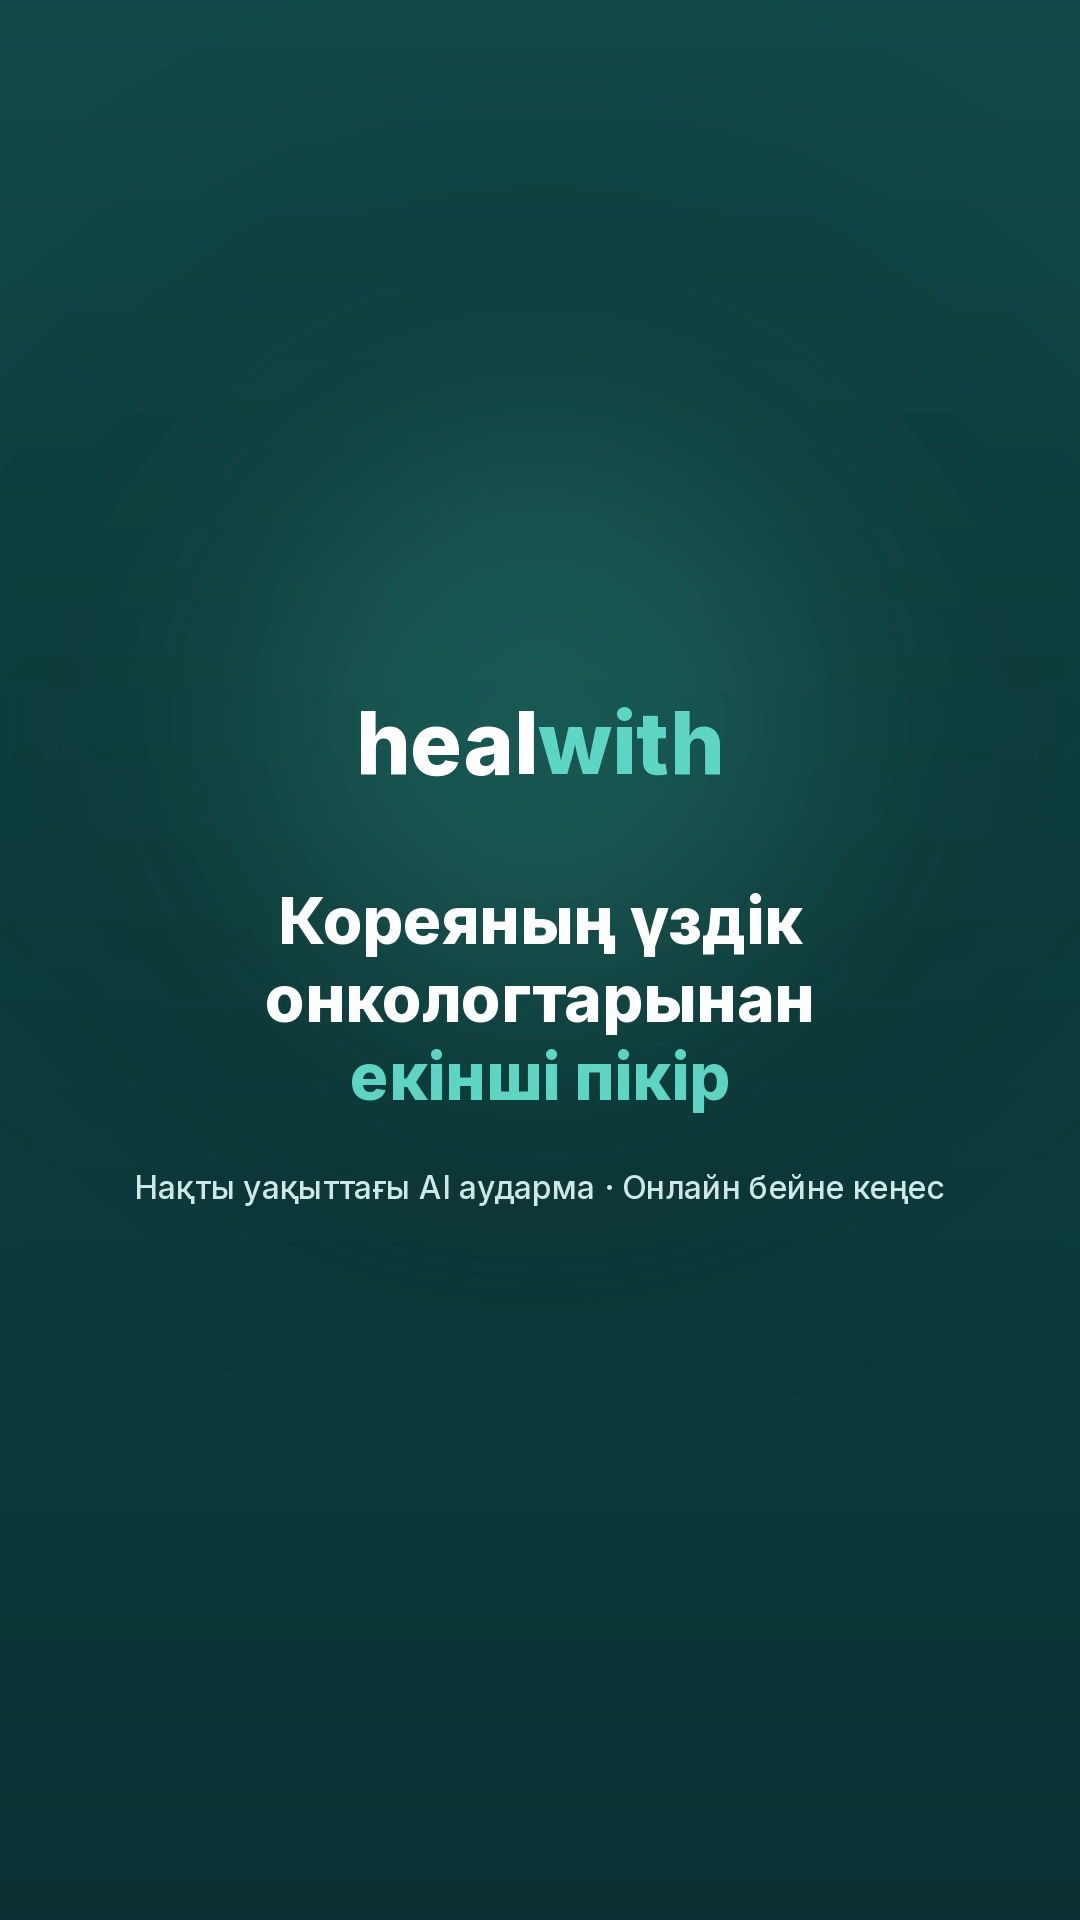 healwith
Кореяның үздік
онкологтарынан
екінші пікір
Нақты уақыттағы AI аударма · Онлайн бейне кеңес